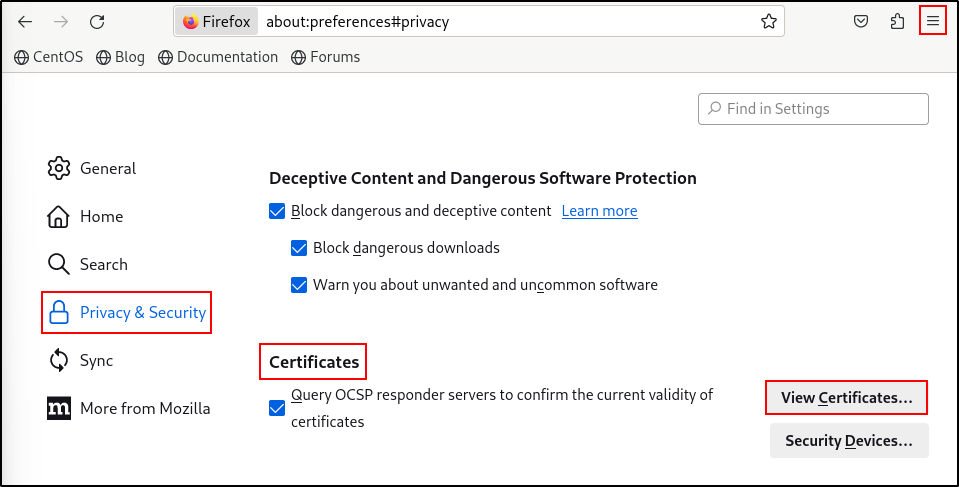 Firefox about:preferences#privacy
CentOS Blog Documentation Forums
Find in Settings
General
Home
Search
Privacy & Security
Sync
m More from Mozilla
Deceptive Content and Dangerous Software Protection
Block dangerous and deceptive content Learn more
Block dangerous downloads
Warn you about unwanted and uncommon software
Certificates
Query OCSP responder servers to confirm the current validity of
certificates
View Certificates...
Security Devices...